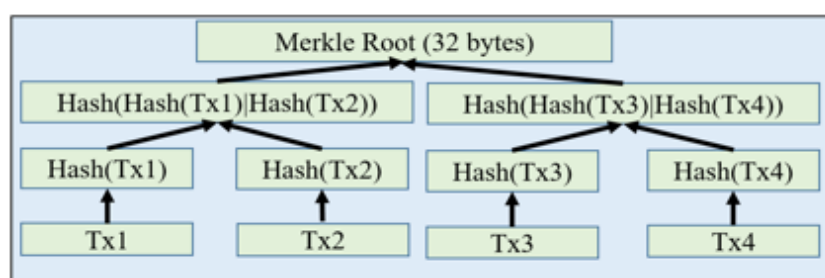 Merkle Root (32 bytes)
Hash(Hash(Tx1)|Hash(Tx2))
Hash(Hash(Tx3)|Hash(Tx4))
Hash(Tx1)
Hash(Tx2)
Hash(Tx3)
Hash(Tx4)
Tx1
Tx2
Tx3
Tx4